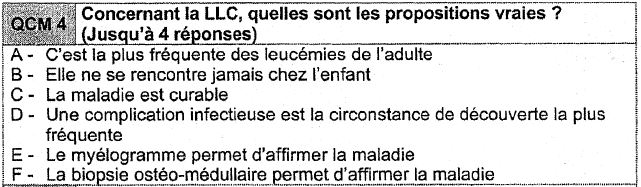 QCM 4 Concernant la LLC, quelles sont les propositions vraies ?
(Jusqu'à 4 réponses)
A - C'est la plus fréquente des leucémies de l'adulte
B - Elle ne se rencontre jamais chez l'enfant
C - La maladie est curable
D - Une complication infectieuse est la circonstance de découverte la plus
fréquente
E - Le myélogramme permet d'affirmer la maladie
F - La biopsie ostéo-médullaire permet d'affirmer la maladie